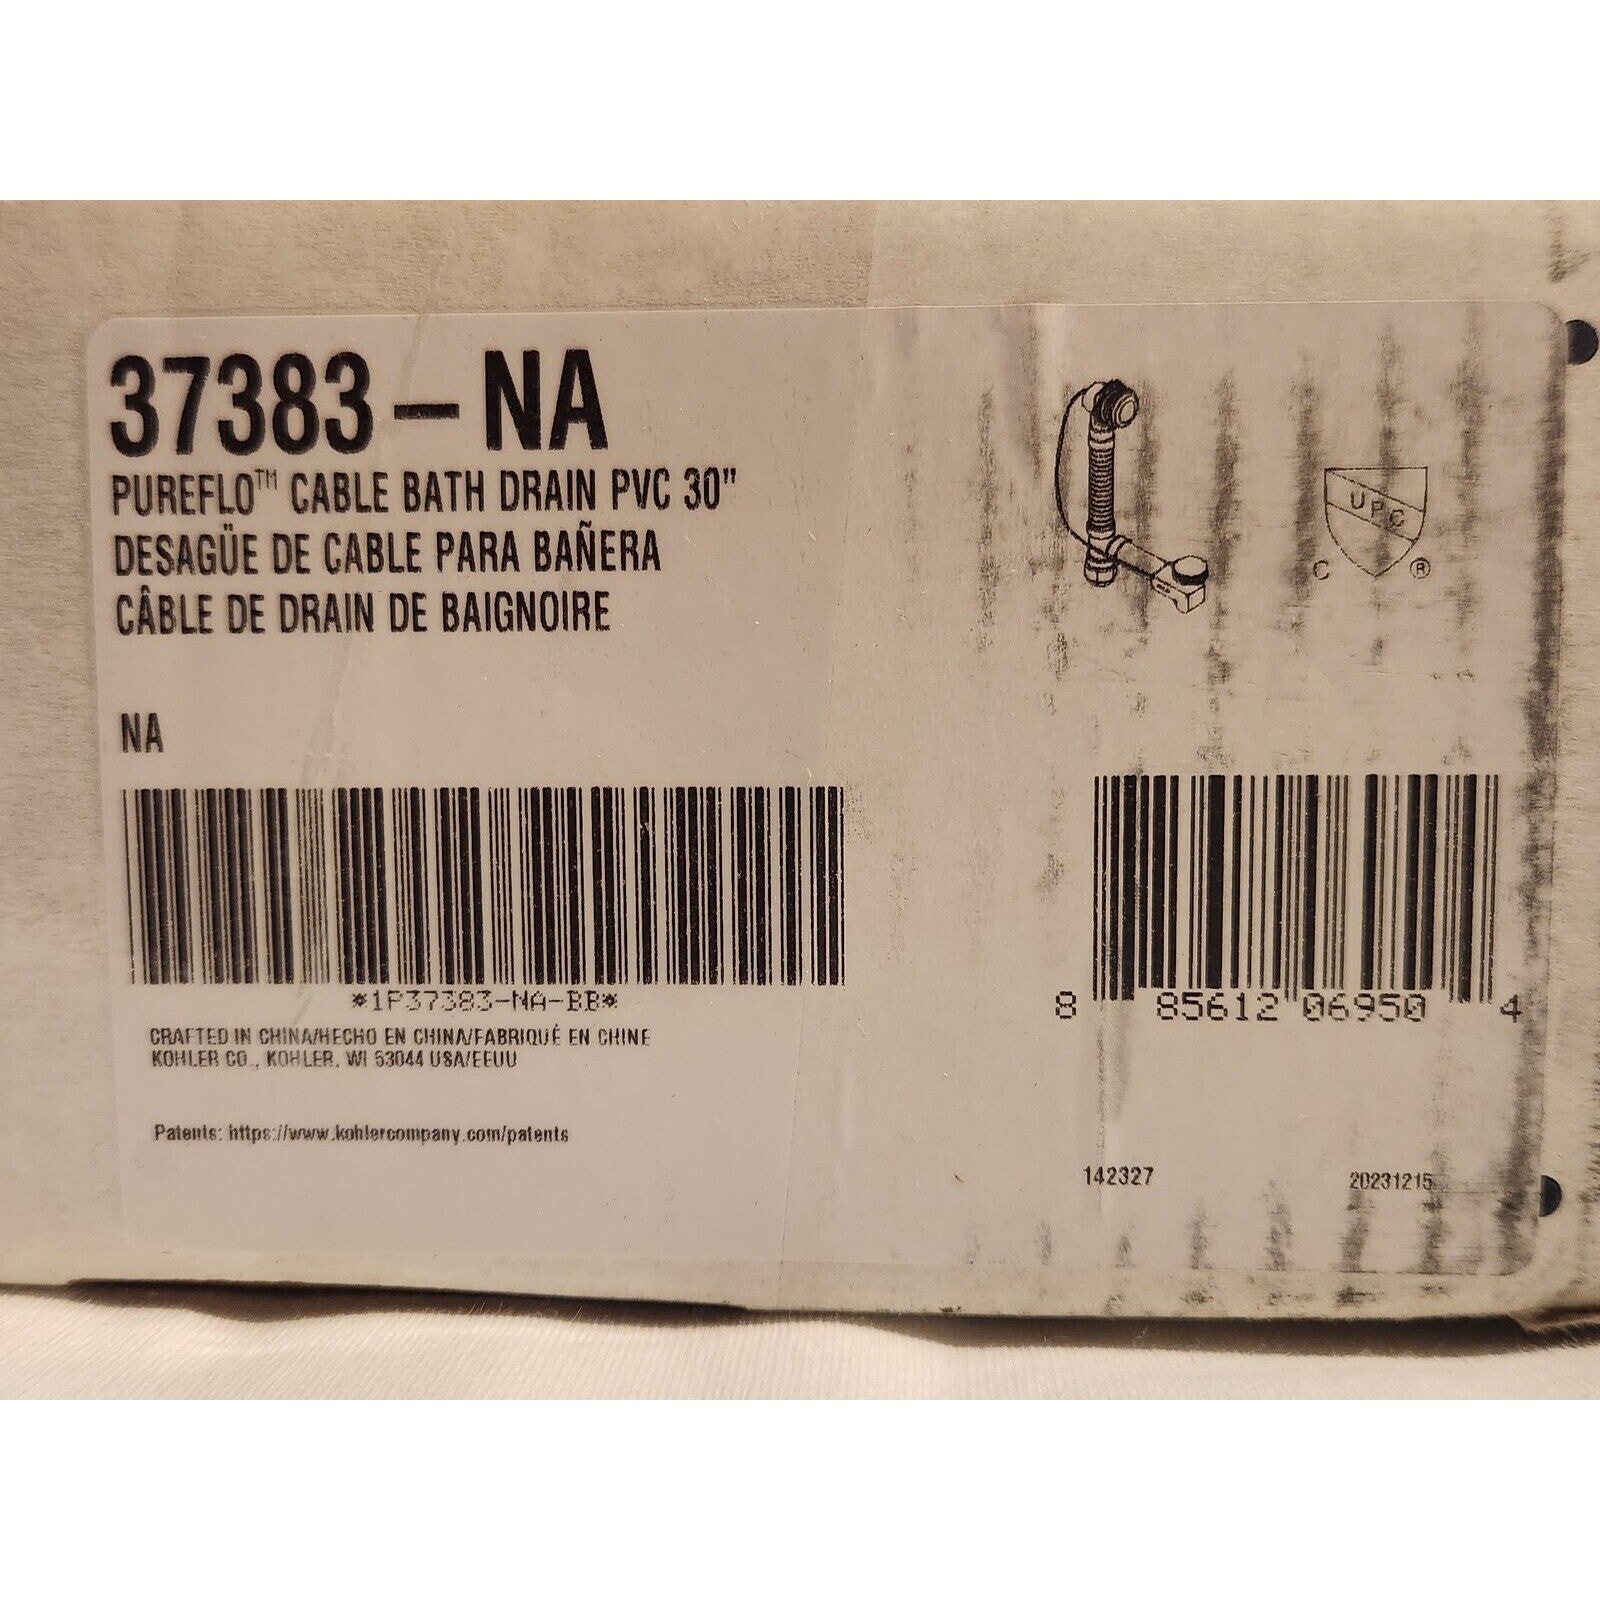 37383-NA
PUREFLO™ CABLE BATH DRAIN PVC 30"
DESAGÜE DE CABLE PARA BAÑERA
CÂBLE DE DRAIN DE BAIGNOIRE
UPC
C ®
NA
*1P37383-NA-BB*
8 85612 06950 4
CRAFTED IN CHINA/HECHO EN CHINA/FABRIQUÉ EN CHINE
KOHLER CO., KOHLER, WI 53044 USA/EEUU
Patents: https://www.kohlercompany.com/patents
142327
20231215